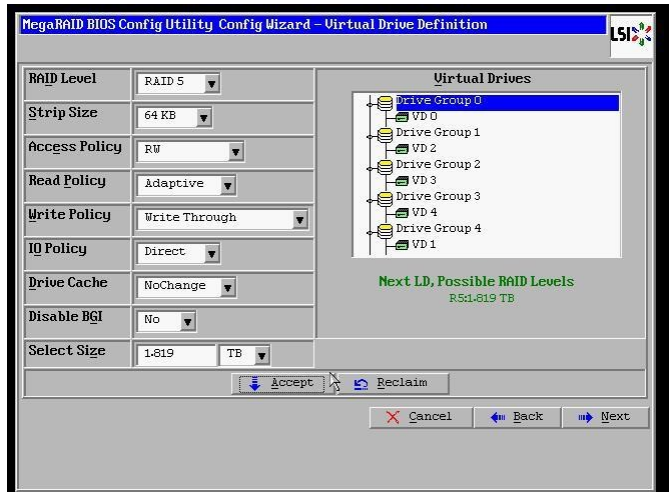 MegaRAID BIOS Config Utility Config Wizard – Virtual Drive Definition
LSI
RAID Level
RAID 5
Strip Size
64 KB
Access Policy
RW
Read Policy
Adaptive
Write Policy
Write Through
IO Policy
Direct
Drive Cache
NoChange
Disable BGI
No
Select Size
1.819
TB
Virtual Drives
Drive Group 0
VD 0
Drive Group 1
VD 2
Drive Group 2
VD 3
Drive Group 3
VD 4
Drive Group 4
VD 1
Next LD, Possible RAID Levels
R5:1.819 TB
Accept
Reclaim
Cancel
Back
Next